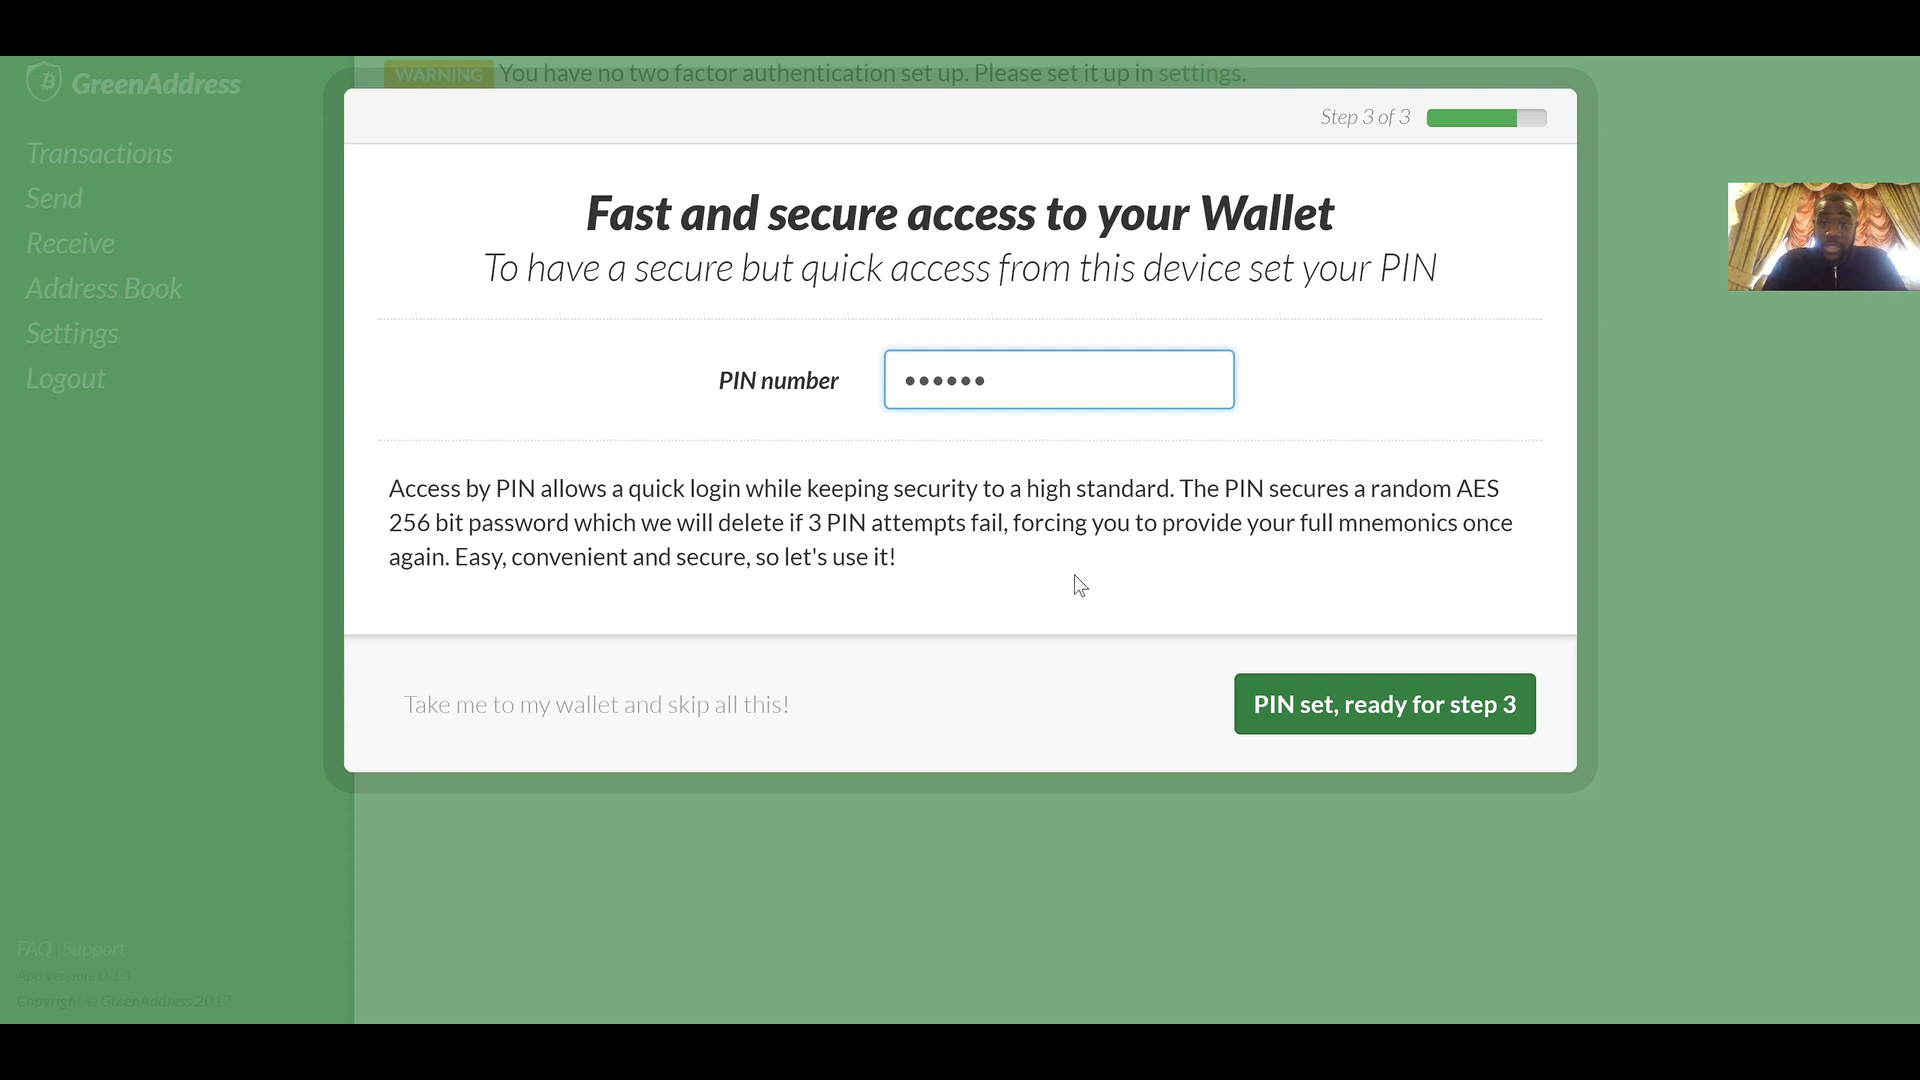 GreenAddress
WARNING You have no two factor authentication set up. Please set it up in settings.
Transactions
Send
Receive
Address Book
Settings
Logout
Step 3 of 3
Fast and secure access to your Wallet
To have a secure but quick access from this device set your PIN
PIN number
Access by PIN allows a quick login while keeping security to a high standard. The PIN secures a random AES
256 bit password which we will delete if 3 PIN attempts fail, forcing you to provide your full mnemonics once
again. Easy, convenient and secure, so let's use it!
Take me to my wallet and skip all this!
PIN set, ready for step 3
FAQ | Support
App version: 0.1.1
Copyright © GreenAddress 2017